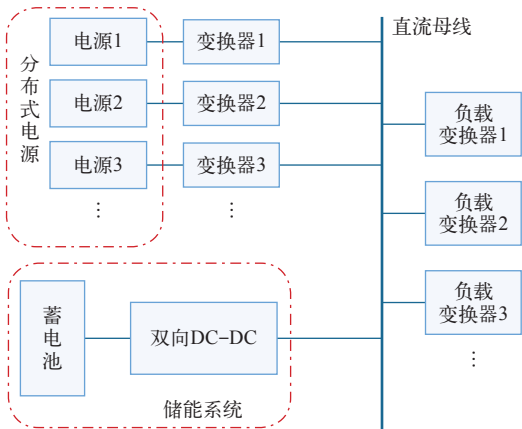 分布式电源
电源1
变换器1
直流母线
电源2
变换器2
电源3
变换器3
⋮
⋮
负载
变换器1
负载
变换器2
负载
变换器3
⋮
蓄电池
双向DC-DC
储能系统